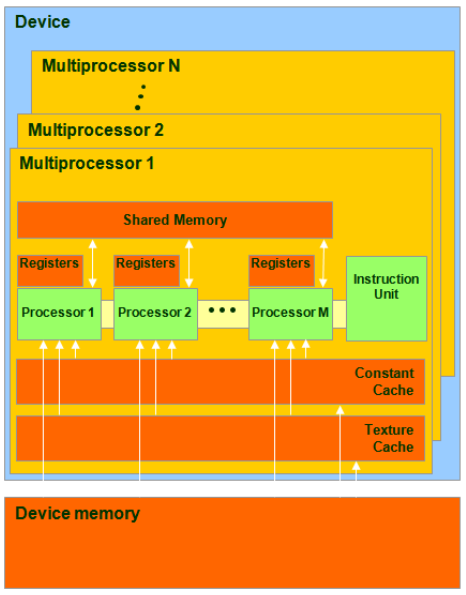 Device
Multiprocessor N
Multiprocessor 2
Multiprocessor 1
Shared Memory
Registers
Registers
Registers
Processor 1
Processor 2
Processor M
Instruction
Unit
Constant
Cache
Texture
Cache
Device memory